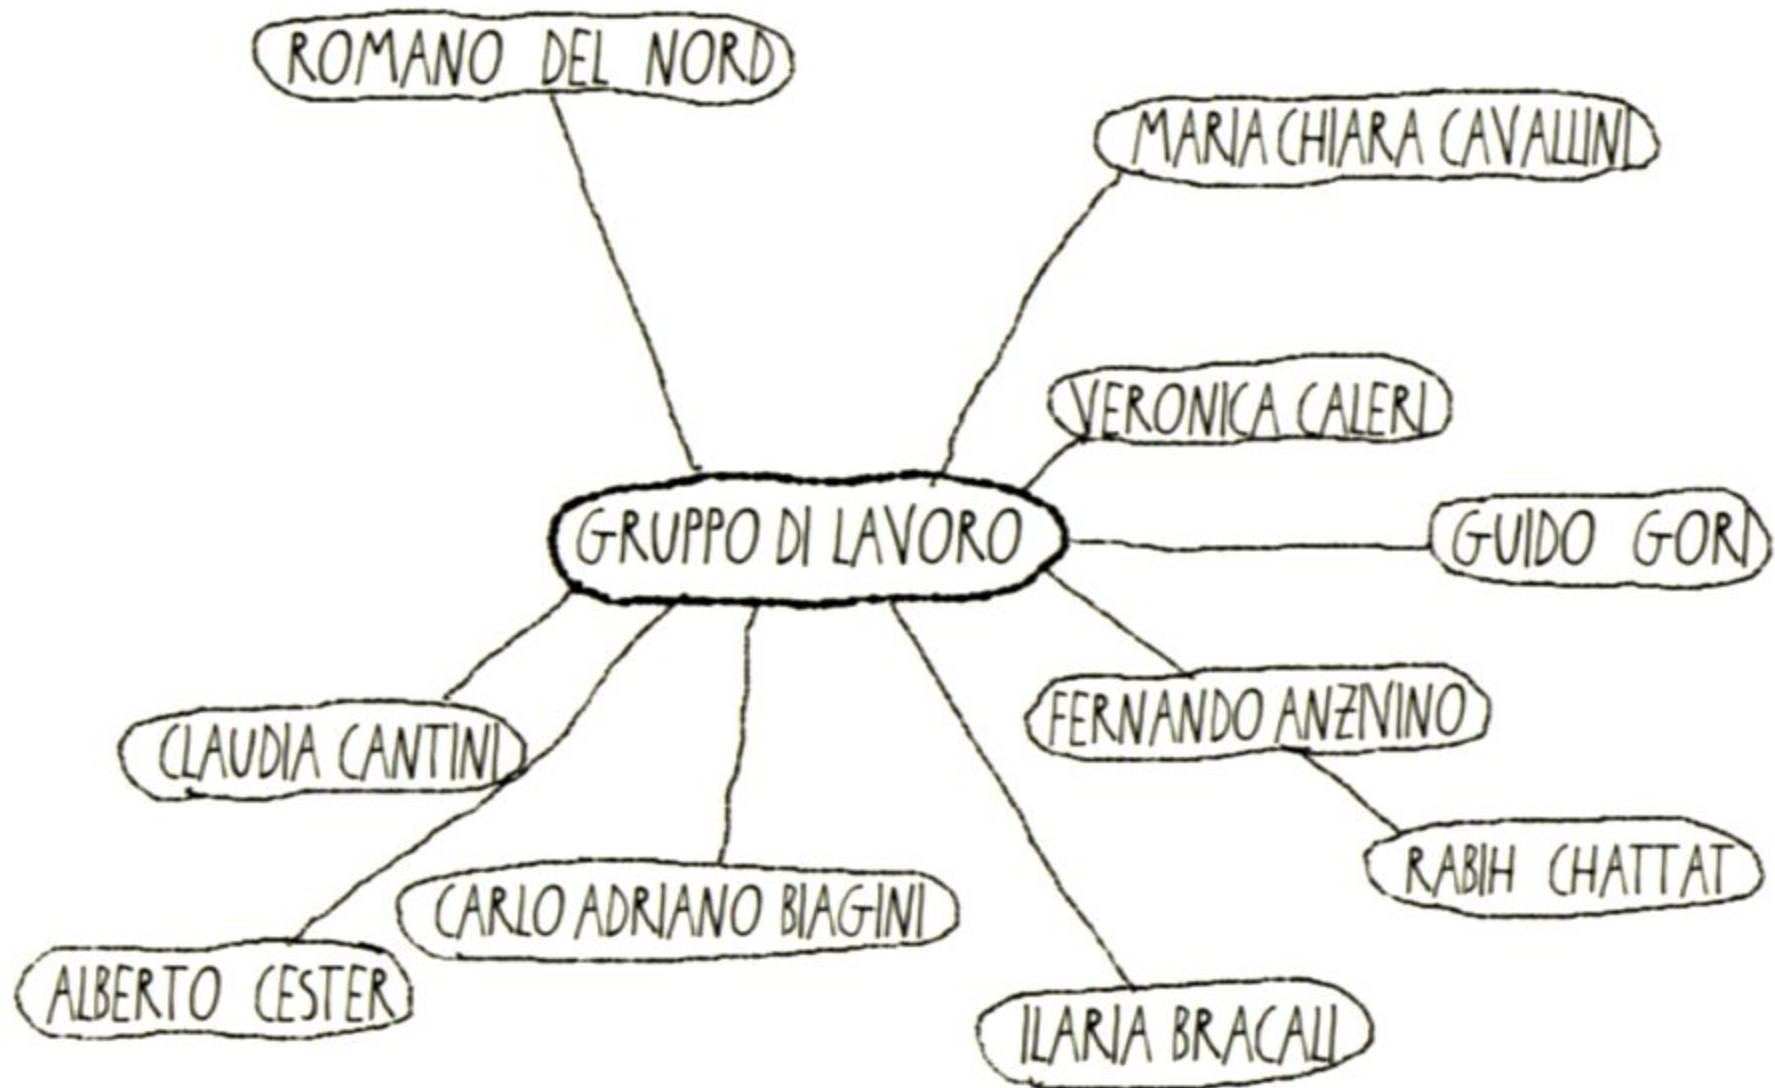 ROMANO DEL NORD
MARIA CHIARA CAVALLINI
VERONICA CALERI
GRUPPO DI LAVORO
GUIDO GORI
FERNANDO ANZIVINO
CLAUDIA CANTINI
RABIH CHATTAT
CARLO ADRIANO BIAGINI
ALBERTO CESTER
ILARIA BRACALI